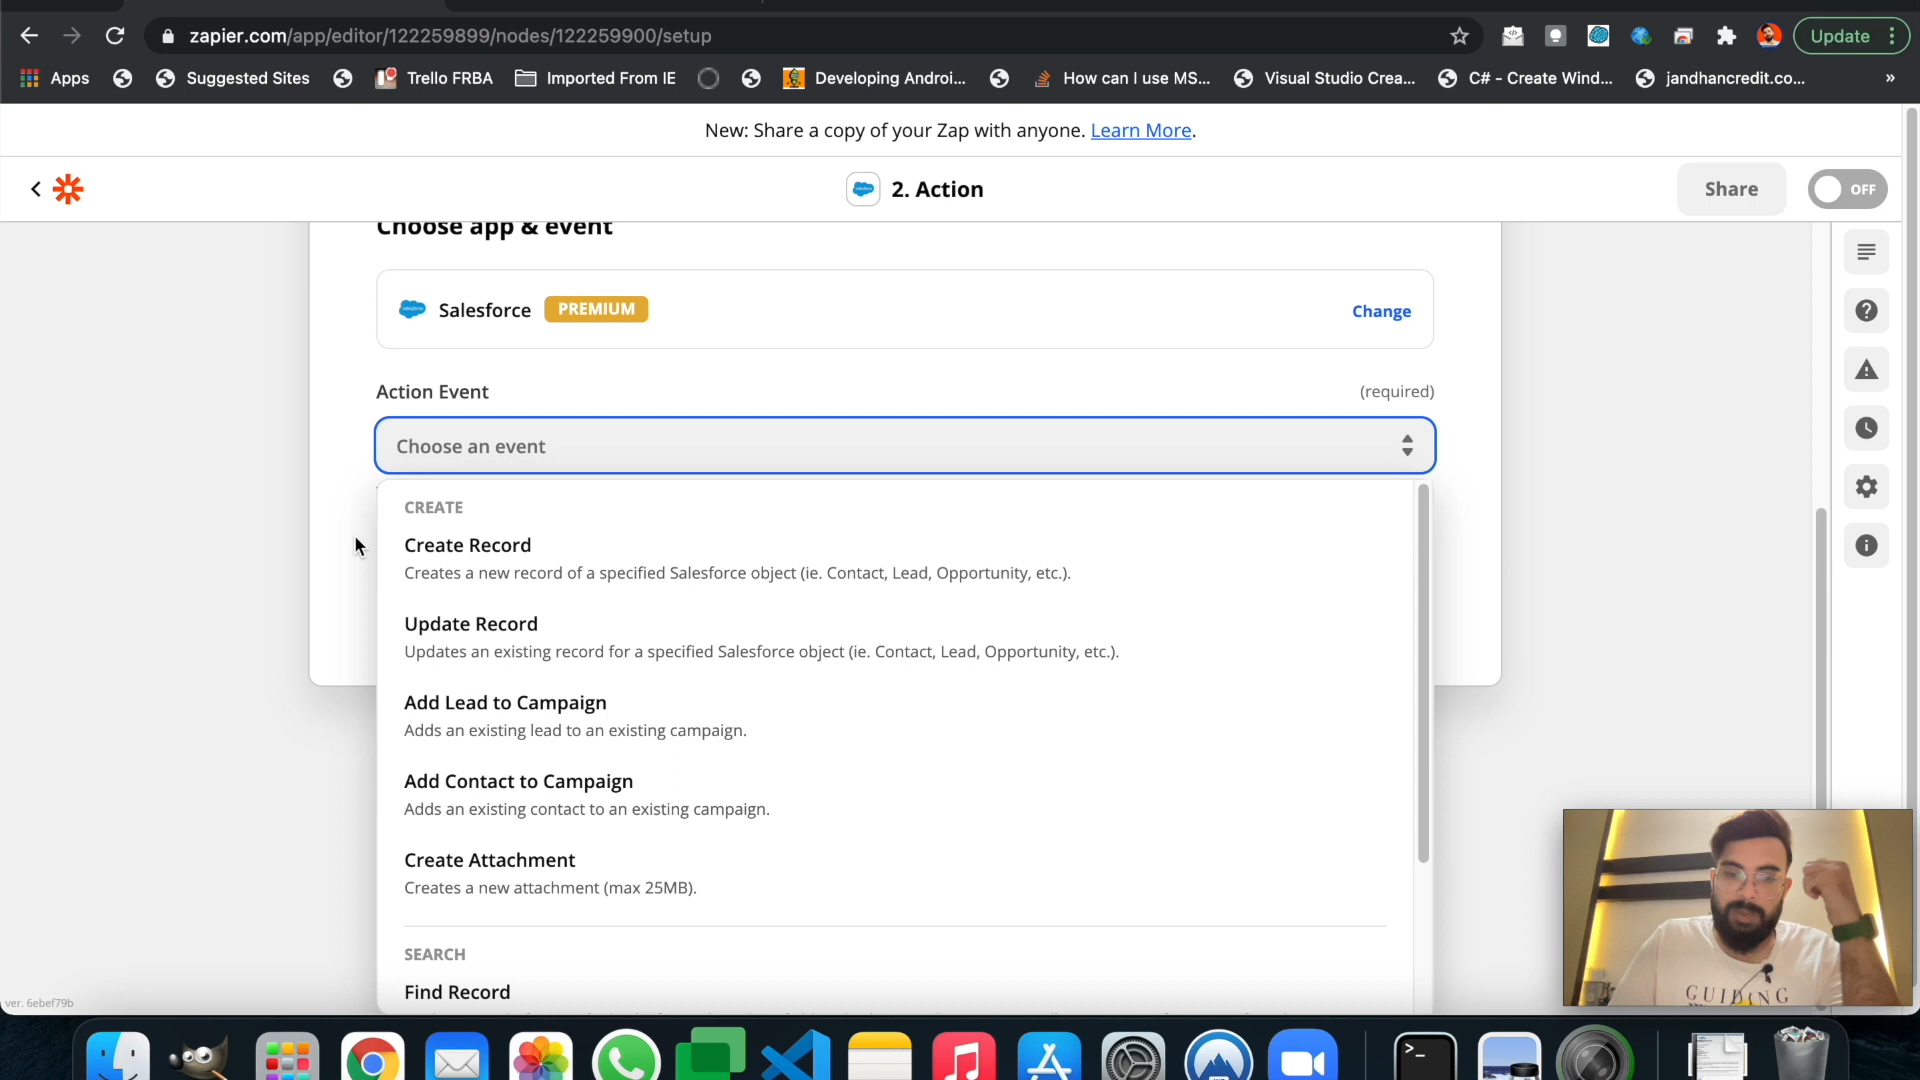 zapier.com/app/editor/122259899/nodes/122259900/setup
Update
Apps
Suggested Sites
Trello FRBA
Imported From IE
Developing Androi...
How can I use MS...
Visual Studio Crea...
C# - Create Wind...
jandhancredit.co...
»
New: Share a copy of your Zap with anyone. Learn More.
2. Action
Share
OFF
Choose app & event
Salesforce
PREMIUM
Change
Action Event
(required)
Choose an event
CREATE
Create Record
Creates a new record of a specified Salesforce object (ie. Contact, Lead, Opportunity, etc.).
Update Record
Updates an existing record for a specified Salesforce object (ie. Contact, Lead, Opportunity, etc.).
Add Lead to Campaign
Adds an existing lead to an existing campaign.
Add Contact to Campaign
Adds an existing contact to an existing campaign.
Create Attachment
Creates a new attachment (max 25MB).
SEARCH
Find Record
ver. 6ebef79b
GUIDING